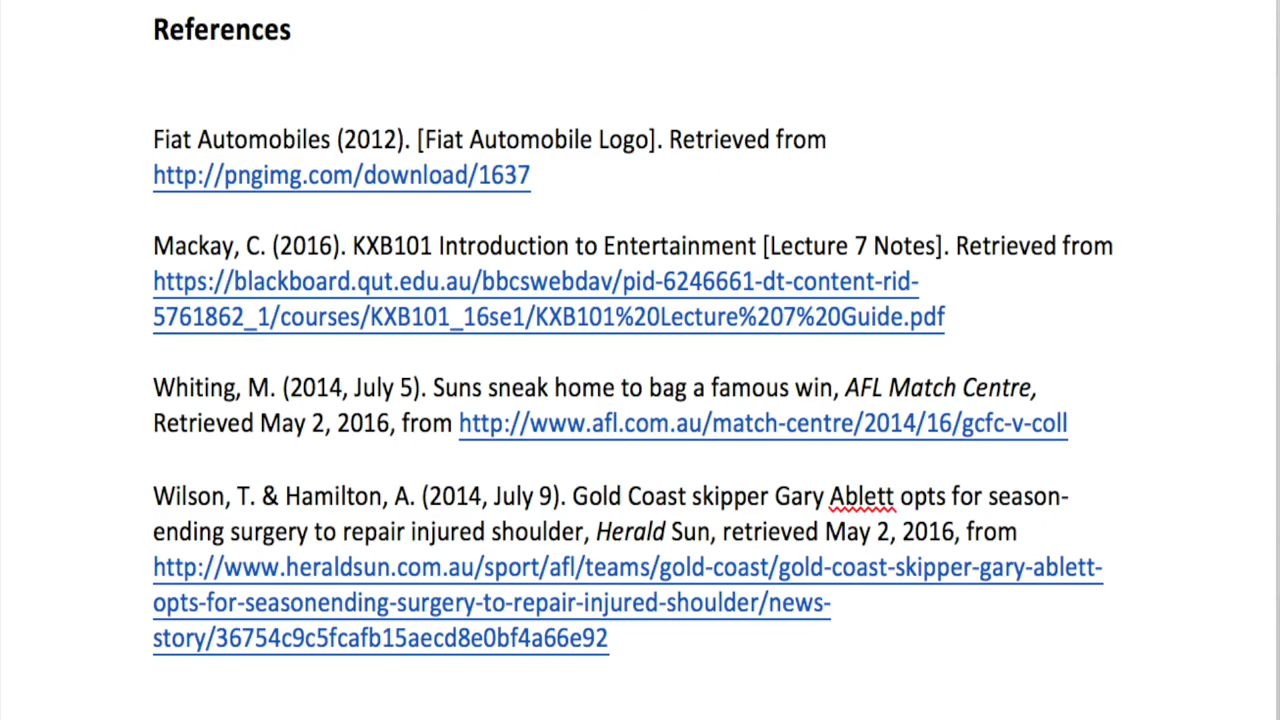 References
Fiat Automobiles (2012). [Fiat Automobile Logo]. Retrieved from
http://pngimg.com/download/1637
Mackay, C. (2016). KXB101 Introduction to Entertainment [Lecture 7 Notes]. Retrieved from
https://blackboard.qut.edu.au/bbcswebdav/pid-6246661-dt-content-rid-
5761862_1/courses/KXB101_16se1/KXB101%20Lecture%207%20Guide.pdf
Whiting, M. (2014, July 5). Suns sneak home to bag a famous win, AFL Match Centre,
Retrieved May 2, 2016, from http://www.afl.com.au/match-centre/2014/16/gcfc-v-coll
Wilson, T. & Hamilton, A. (2014, July 9). Gold Coast skipper Gary Ablett opts for season-
ending surgery to repair injured shoulder, Herald Sun, retrieved May 2, 2016, from
http://www.heraldsun.com.au/sport/afl/teams/gold-coast/gold-coast-skipper-gary-ablett-
opts-for-seasonending-surgery-to-repair-injured-shoulder/news-
story/36754c9c5fcafb15aecd8e0bf4a66e92